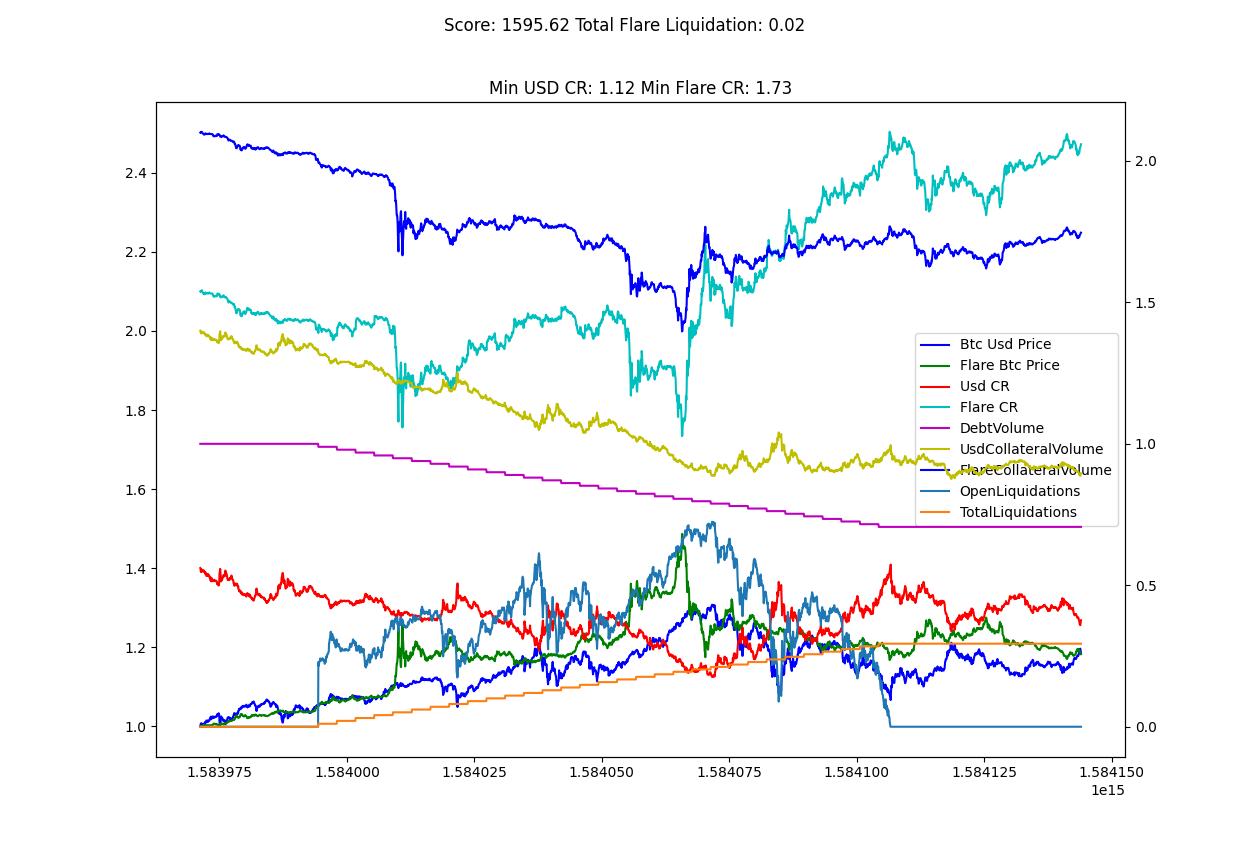 Score: 1595.62 Total Flare Liquidation: 0.02
Min USD CR: 1.12 Min Flare CR: 1.73
2.4
2.2
2.0
1.8
1.6
1.4
1.2
1.0
2.0
1.5
1.0
0.5
0.0
Btc Usd Price
Flare Btc Price
Usd CR
Flare CR
DebtVolume
UsdCollateralVolume
FlareCollateralVolume
OpenLiquidations
TotalLiquidations
1.583975 1.584000 1.584025 1.584050 1.584075 1.584100 1.584125 1.584150
1e15